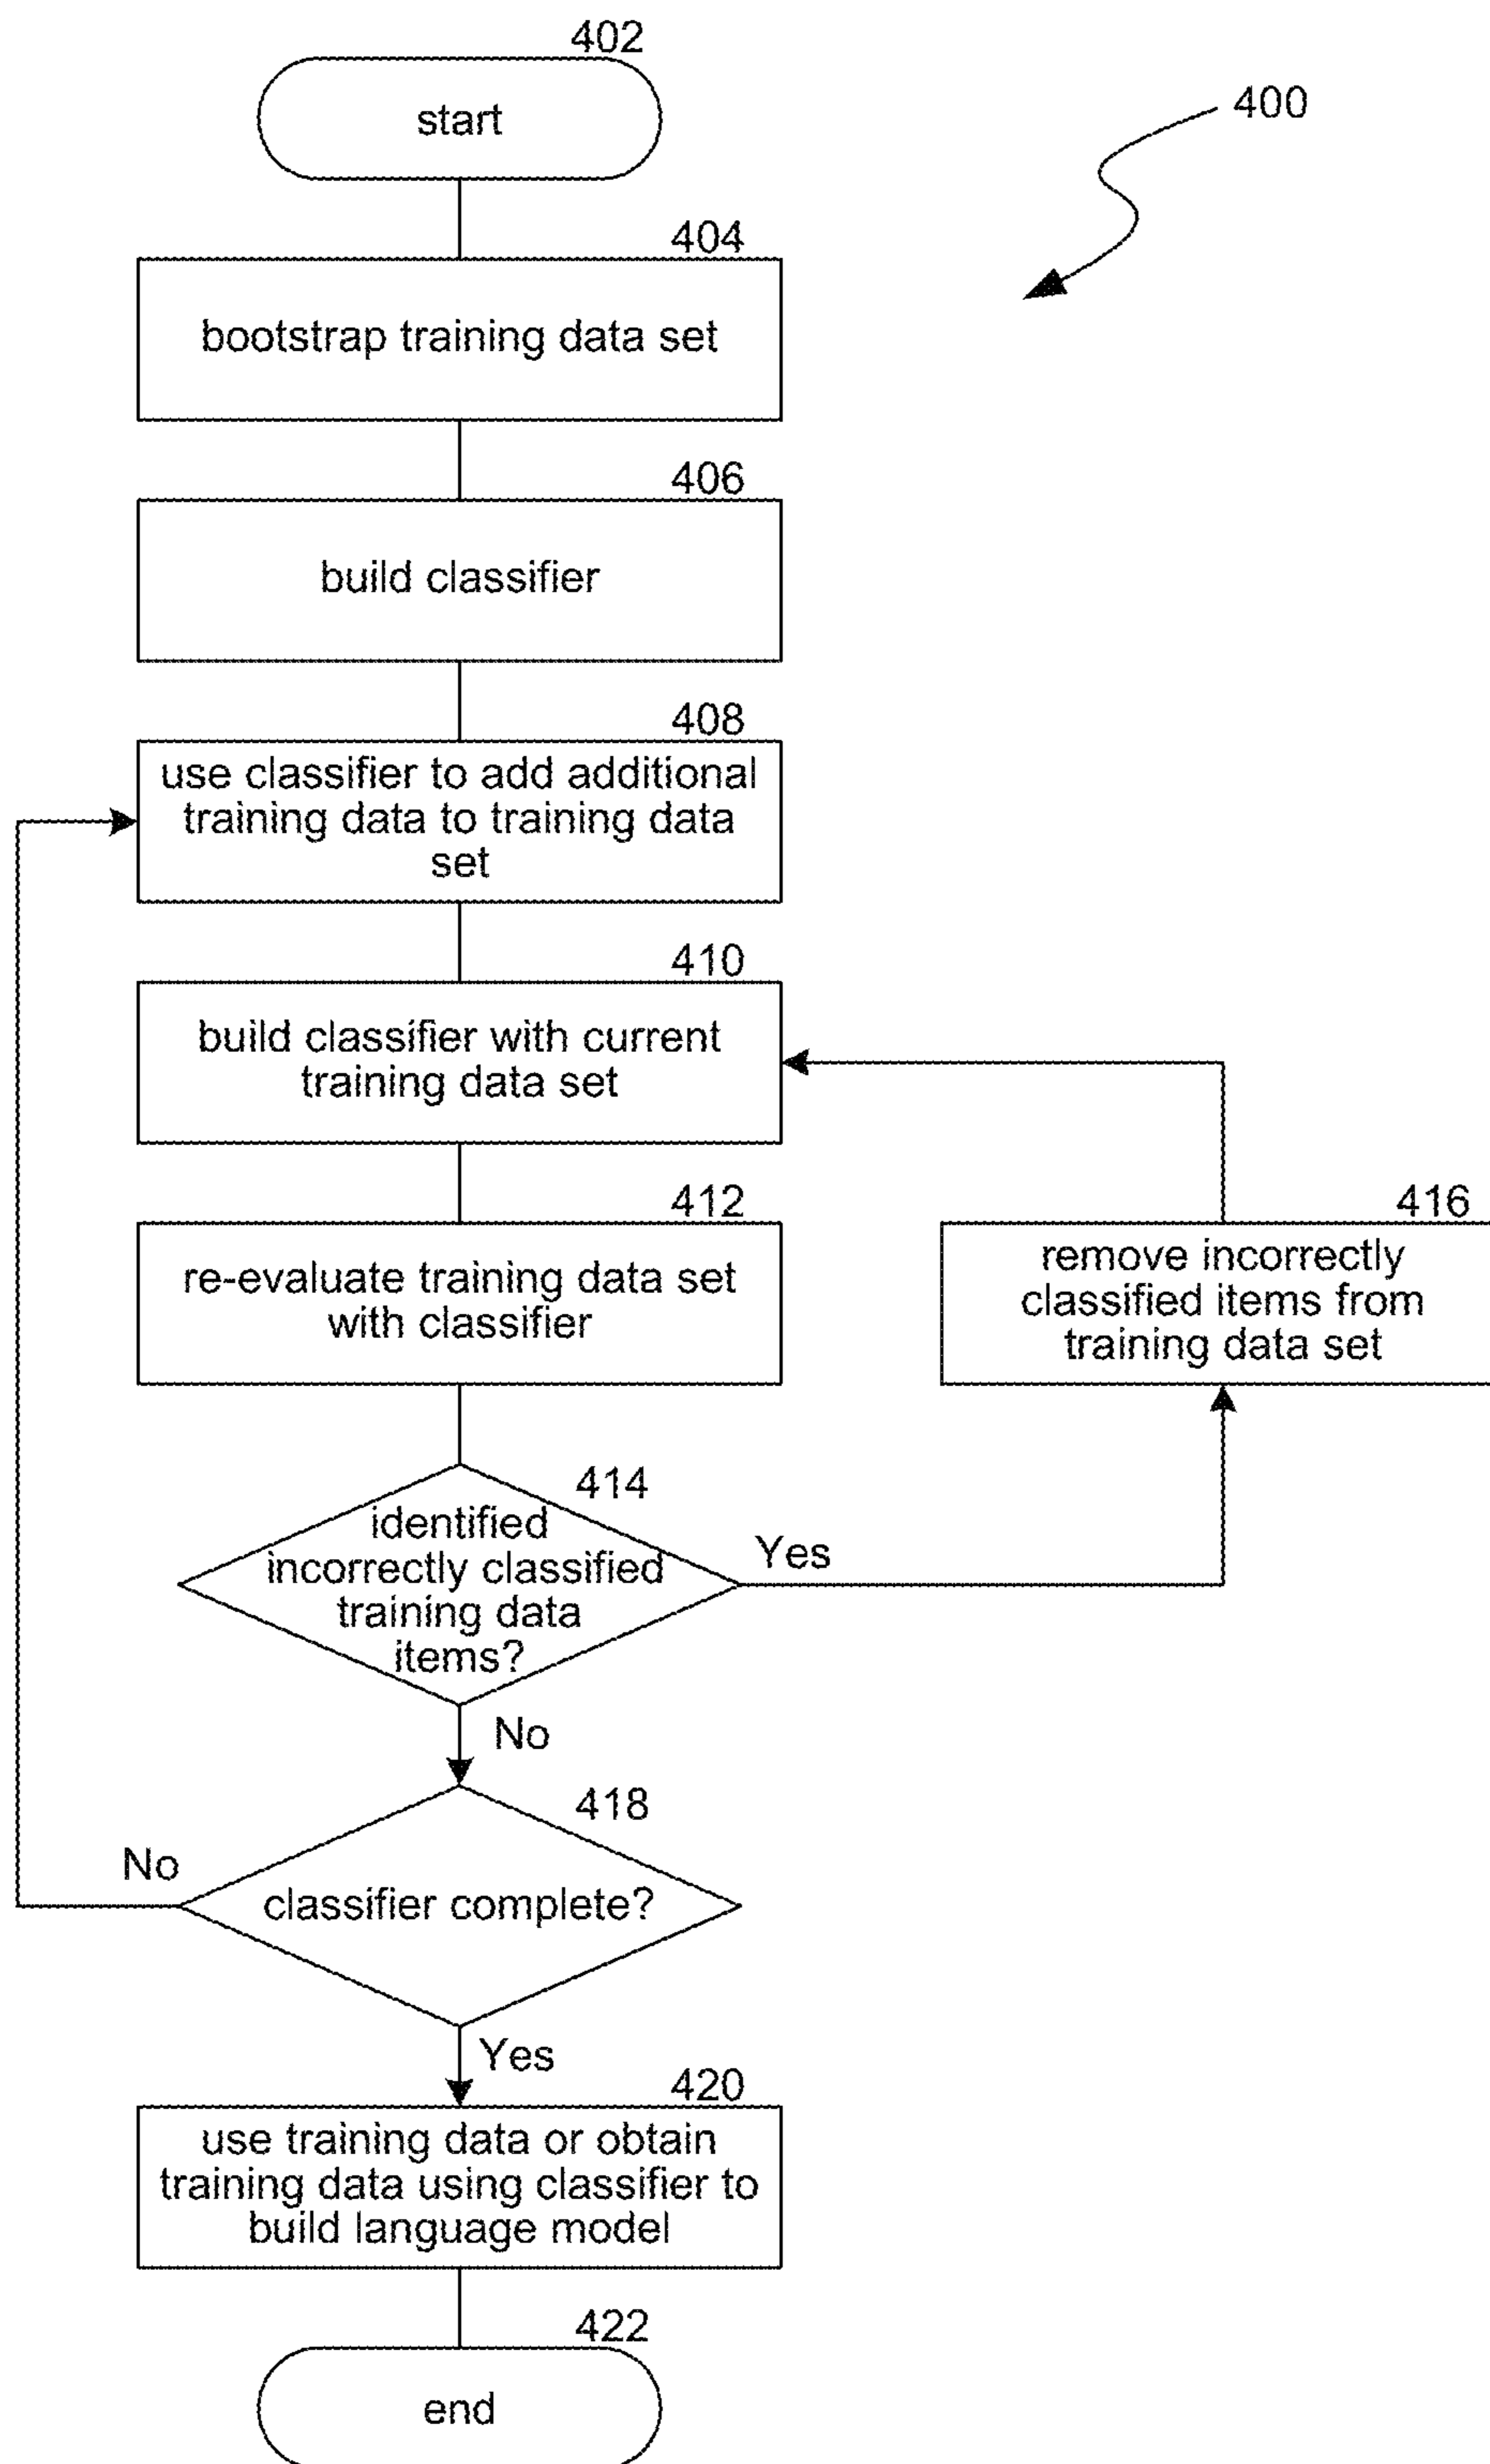 402
start
400
404
bootstrap training data set
406
build classifier
408
use classifier to add additional
training data to training data
set
410
build classifier with current
training data set
412
re-evaluate training data set
with classifier
416
remove incorrectly
classified items from
training data set
414
identified
incorrectly classified
training data
items?
Yes
No
418
classifier complete?
No
Yes
420
use training data or obtain
training data using classifier to
build language model
422
end